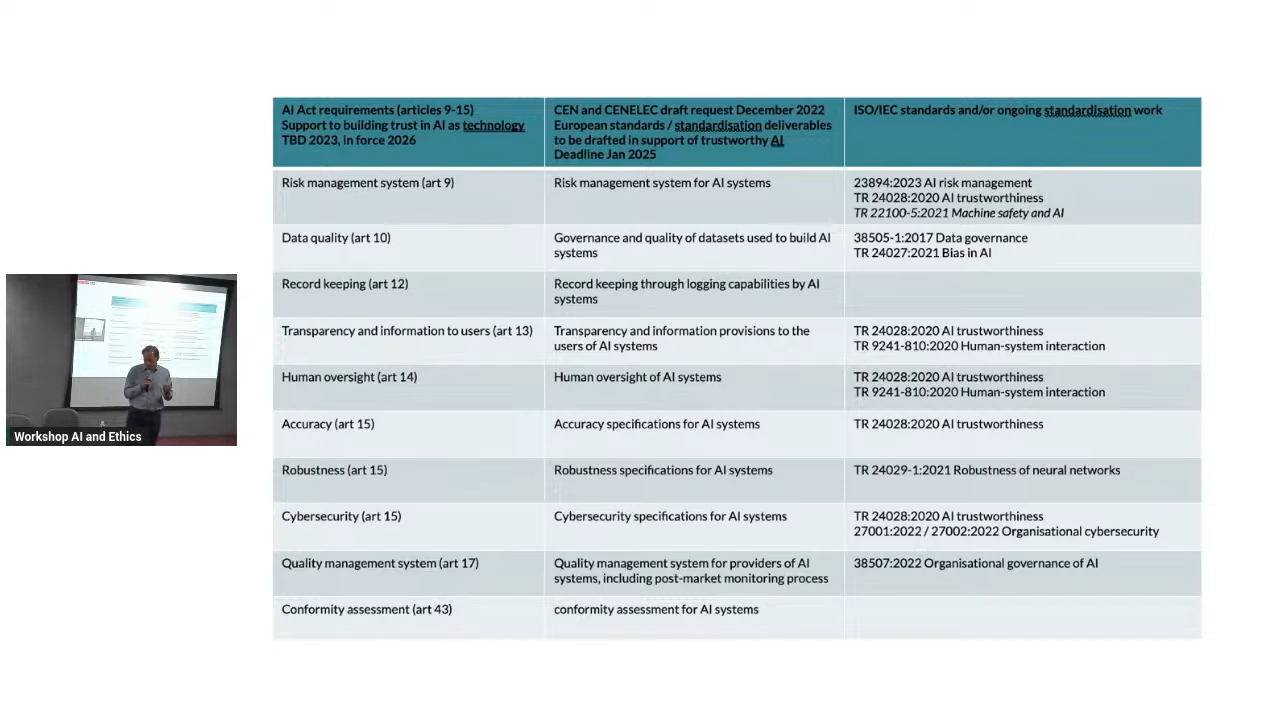 AI Act requirements (articles 9-15)
Support to building trust in AI as technology
TBD 2023, in force 2026
CEN and CENELEC draft request December 2022
European standards / standardisation deliverables
to be drafted in support of trustworthy AI
Deadline Jan 2025
ISO/IEC standards and/or ongoing standardisation work
Risk management system (art 9)
Risk management system for AI systems
23894:2023 AI risk management
TR 24028:2020 AI trustworthiness
TR 22100-5:2021 Machine safety and AI
Data quality (art 10)
Governance and quality of datasets used to build AI
systems
38505-1:2017 Data governance
TR 24027:2021 Bias in AI
Record keeping (art 12)
Record keeping through logging capabilities by AI
systems
Transparency and information to users (art 13)
Transparency and information provisions to the
users of AI systems
TR 24028:2020 AI trustworthiness
TR 9241-810:2020 Human-system interaction
Human oversight (art 14)
Human oversight of AI systems
TR 24028:2020 AI trustworthiness
TR 9241-810:2020 Human-system interaction
Accuracy (art 15)
Accuracy specifications for AI systems
TR 24028:2020 AI trustworthiness
Robustness (art 15)
Robustness specifications for AI systems
TR 24029-1:2021 Robustness of neural networks
Cybersecurity (art 15)
Cybersecurity specifications for AI systems
TR 24028:2020 AI trustworthiness
27001:2022 / 27002:2022 Organisational cybersecurity
Quality management system (art 17)
Quality management system for providers of AI
systems, including post-market monitoring process
38507:2022 Organisational governance of AI
Conformity assessment (art 43)
conformity assessment for AI systems
Workshop AI and Ethics